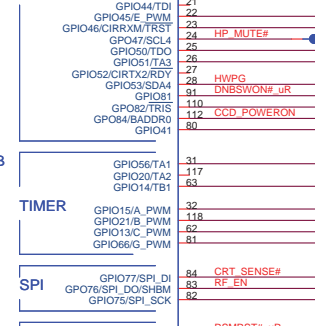 GPIO44/TDI 21
GPIO45/E_PWM 22
GPIO46/CIRRXM/TRST 23
GPO47/SCL4 24 HP_MUTE#
GPIO50/TDO 25
GPIO51/TA3 26
GPIO52/CIRTX2/RDY 27
GPIO53/SDA4 28 HWPG
GPIO81 91 DNBSWON#_uR
GPO82/TRIS 110
GPO84/BADDR0 112 CCD_POWERON
GPIO41 80
GPIO56/TA1 31
GPIO20/TA2 117
GPIO14/TB1 63
TIMER
GPIO15/A_PWM 32
GPIO21/B_PWM 118
GPIO13/C_PWM 62
GPIO66/G_PWM 81
SPI
GPIO77/SPI_DI 84 CRT_SENSE#
GPO76/SPI_DO/SHBM 83 RF_EN
GPIO75/SPI_SCK 82